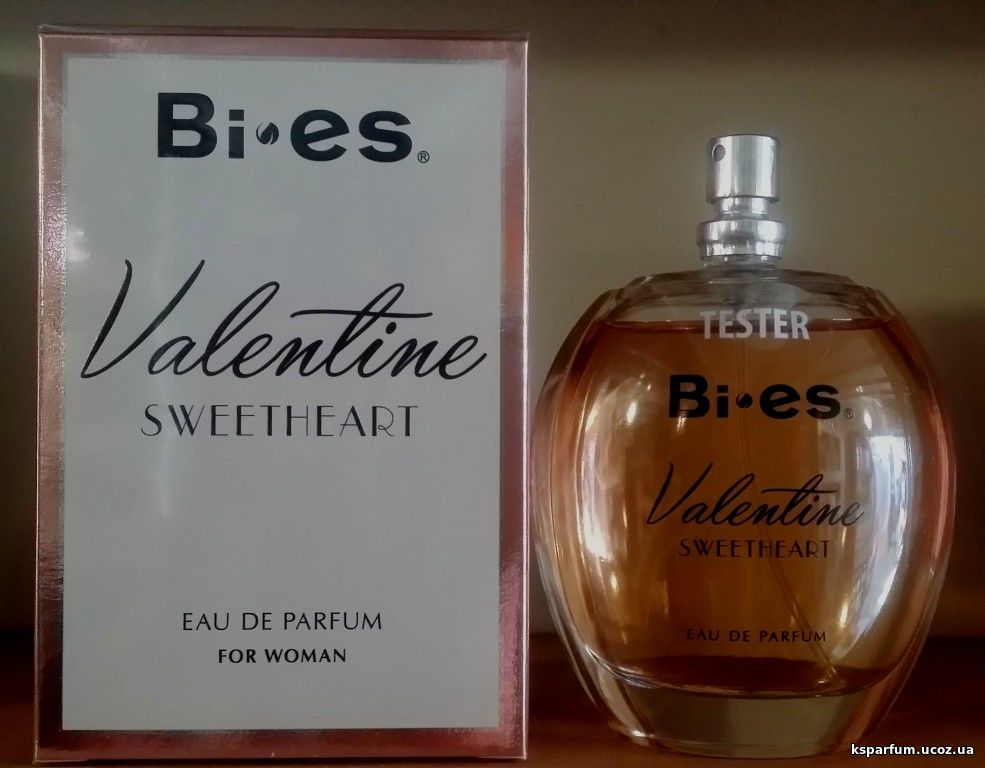 Bi•es®
Valentine
SWEETHEART
EAU DE PARFUM
FOR WOMAN
TESTER
Bi•es®
Valentine
SWEETHEART
EAU DE PARFUM
ksparfum.ucoz.ua